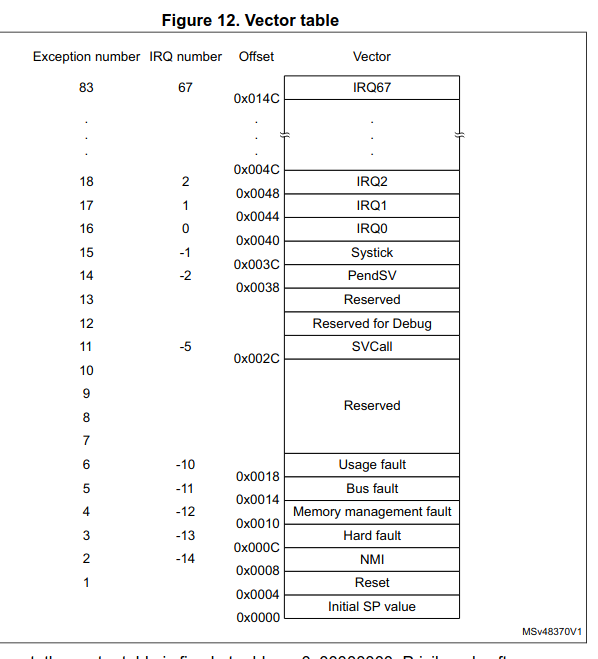 Figure 12. Vector table
Exception number IRQ number Offset Vector
83 67 IRQ67
0x014C
. . .
. . .
. . .
0x004C
18 2 IRQ2
0x0048
17 1 IRQ1
0x0044
16 0 IRQ0
0x0040
15 -1 Systick
0x003C
14 -2 PendSV
0x0038
13 Reserved
12 Reserved for Debug
11 -5 SVCall
0x002C
10
9
Reserved
8
7
6 -10 Usage fault
0x0018
5 -11 Bus fault
0x0014
4 -12 Memory management fault
0x0010
3 -13 Hard fault
0x000C
2 -14 NMI
0x0008
1 Reset
0x0004
Initial SP value
0x0000
MSv48370V1